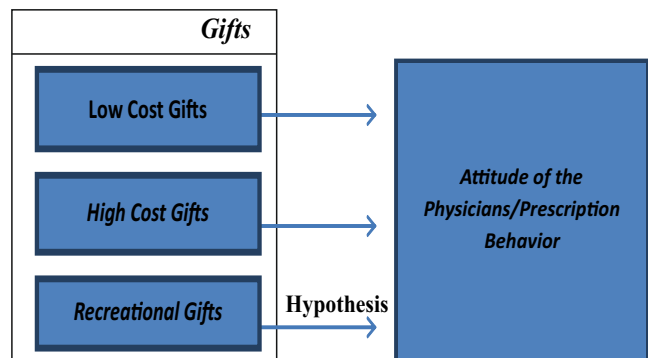 Gifts
Low Cost Gifts
High Cost Gifts
Recreational Gifts
Hypothesis
Attitude of the
Physicians/Prescription
Behavior